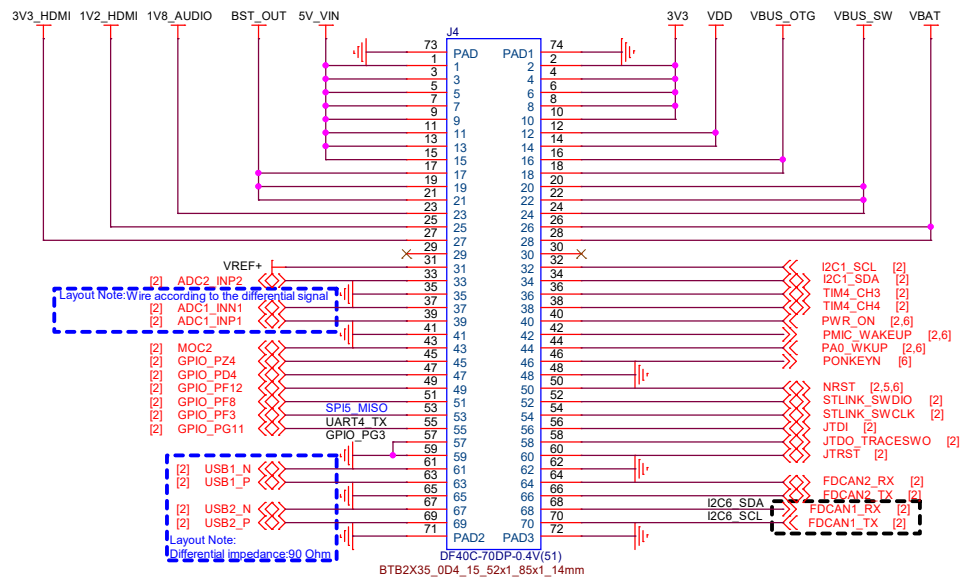 3V3_HDMI 1V2_HDMI 1V8_AUDIO BST_OUT 5V_VIN 3V3 VDD VBUS_OTG VBUS_SW VBAT
J4
73 PAD PAD1 74
1 1 2 2
3 3 4 4
5 5 6 6
7 7 8 8
9 9 10 10
11 11 12 12
13 13 14 14
15 15 16 16
17 17 18 18
19 19 20 20
21 21 22 22
23 23 24 24
25 25 26 26
27 27 28 28
29 29 30 30
VREF+ 31 31 32 32 I2C1_SCL [2]
[2] ADC2_INP2 33 33 34 34 I2C1_SDA [2]
Layout Note:Wire according to the differential signal 35 35 36 36 TIM4_CH3 [2]
[2] ADC1_INN1 37 37 38 38 TIM4_CH4 [2]
[2] ADC1_INP1 39 39 40 40 PWR_ON [2,6]
41 41 42 42 PMIC_WAKEUP [2,6]
[2] MOC2 43 43 44 44 PA0_WKUP [2,6]
[2] GPIO_PZ4 45 45 46 46 PONKEYN [6]
[2] GPIO_PD4 47 47 48 48
[2] GPIO_PF12 49 49 50 50 NRST [2,5,6]
[2] GPIO_PF8 51 51 52 52 STLINK_SWDIO [2]
[2] GPIO_PF3 SPI5_MISO 53 53 54 54 STLINK_SWCLK [2]
[2] GPIO_PG11 UART4_TX 55 55 56 56 JTDI [2]
GPIO_PG3 57 57 58 58 JTDO_TRACESWO [2]
59 59 60 60 JTRST [2]
[2] USB1_N 61 61 62 62
[2] USB1_P 63 63 64 64 FDCAN2_RX [2]
65 65 66 66 FDCAN2_TX [2]
[2] USB2_N 67 67 68 68 I2C6_SDA FDCAN1_RX [2]
[2] USB2_P 69 69 70 70 I2C6_SCL FDCAN1_TX [2]
Layout Note: 71 PAD2 PAD3 72
Differential impedance:90 Ohm
DF40C-70DP-0.4V(51)
BTB2X35_0D4_15_52x1_85x1_14mm